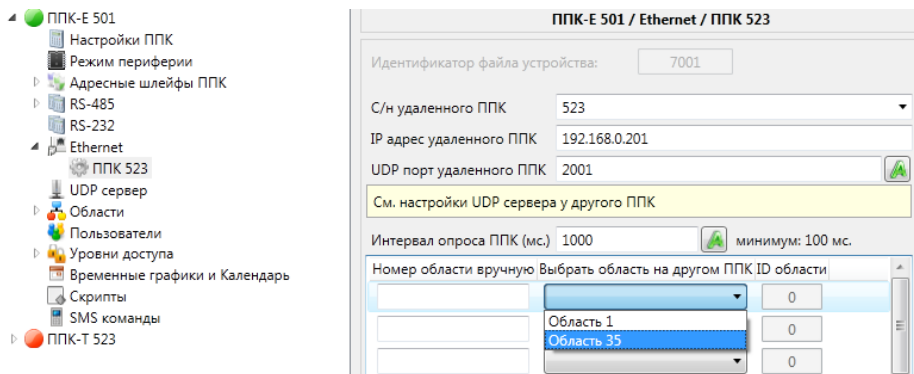 ППК-Е 501
Настройки ППК
Режим периферии
Адресные шлейфы ППК
RS-485
RS-232
Ethernet
ППК 523
UDP сервер
Области
Пользователи
Уровни доступа
Временные графики и Календарь
Скрипты
SMS команды
ППК-Т 523
ППК-Е 501 / Ethernet / ППК 523
Идентификатор файла устройства: 7001
С/н удаленного ППК 523
IP адрес удаленного ППК 192.168.0.201
UDP порт удаленного ППК 2001
См. настройки UDP сервера у другого ППК
Интервал опроса ППК (мс.) 1000 минимум: 100 мс.
Номер области вручную Выбрать область на другом ППК ID области
0
Область 1
0
Область 35
0